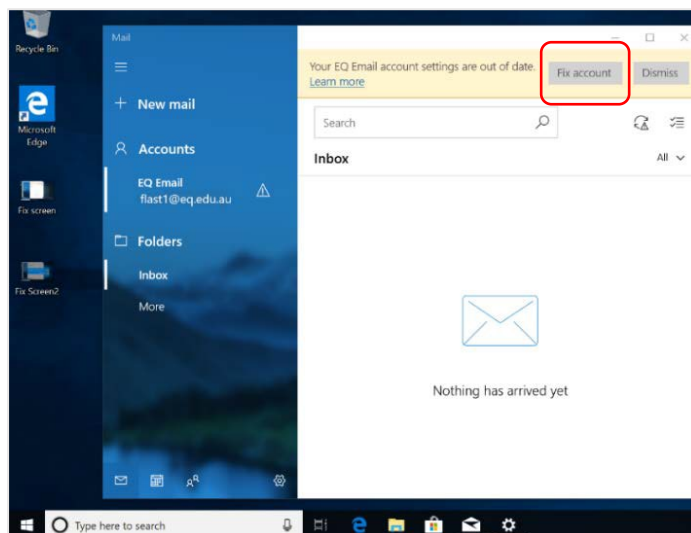 Recycle Bin
Microsoft
Edge
Fix screen
Fix Screen2
Mail
New mail
Accounts
EQ Email
flast1@eq.edu.au
Folders
Inbox
More
Your EQ Email account settings are out of date.
Learn more
Fix account
Dismiss
Search
Inbox
All
Nothing has arrived yet
Type here to search